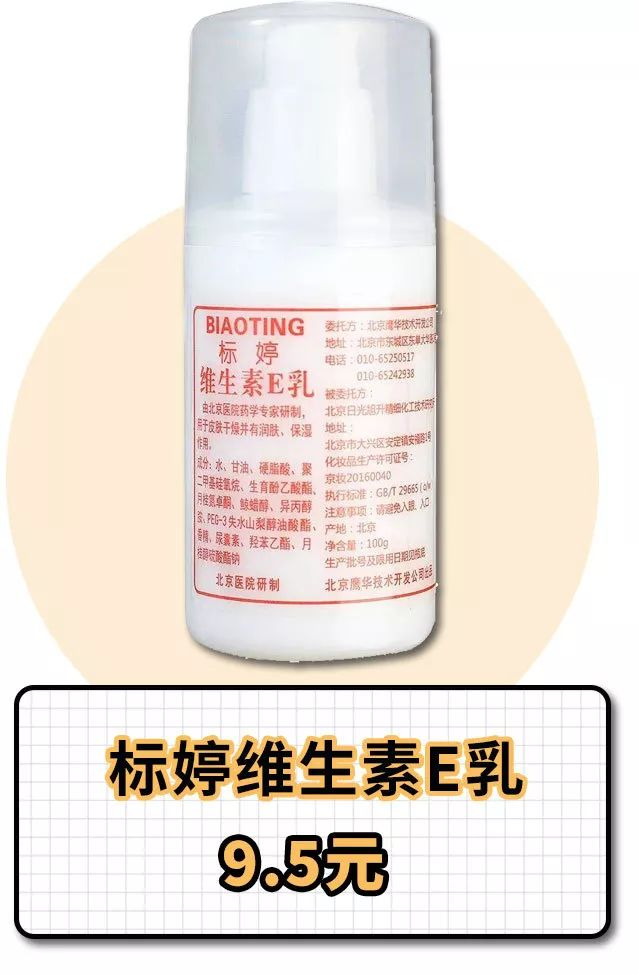 BIAOTING
标婷
维生素E乳
由北京医院药学专家研制，
用于皮肤干燥并有润肤、保湿
作用。
成分：水、甘油、硬脂酸、聚
二甲基硅氧烷、生育酚乙酸酯、
月桂氮卓酮、鲸蜡醇、异丙醇
胺、PEG-3失水山梨醇油酸酯、
香精、尿囊素、羟苯乙酯、月
桂醇硫酸酯钠
北京医院研制
委托方：北京鹰华技术开发公司
地址：北京市东城区东单大华路
电话：010-65250517
010-65242938
被委托方：
北京日光旭升精细化工技术研究所
地址：
北京市大兴区安定镇安福路1号
化妆品生产许可证号：
京妆20160040
执行标准：GB/T 29665（o/w
注意事项：请避免入眼、入口
产地：北京
净含量：100g
生产批号及限用日期见瓶底
北京鹰华技术开发公司出品
标婷维生素E乳
9.5元